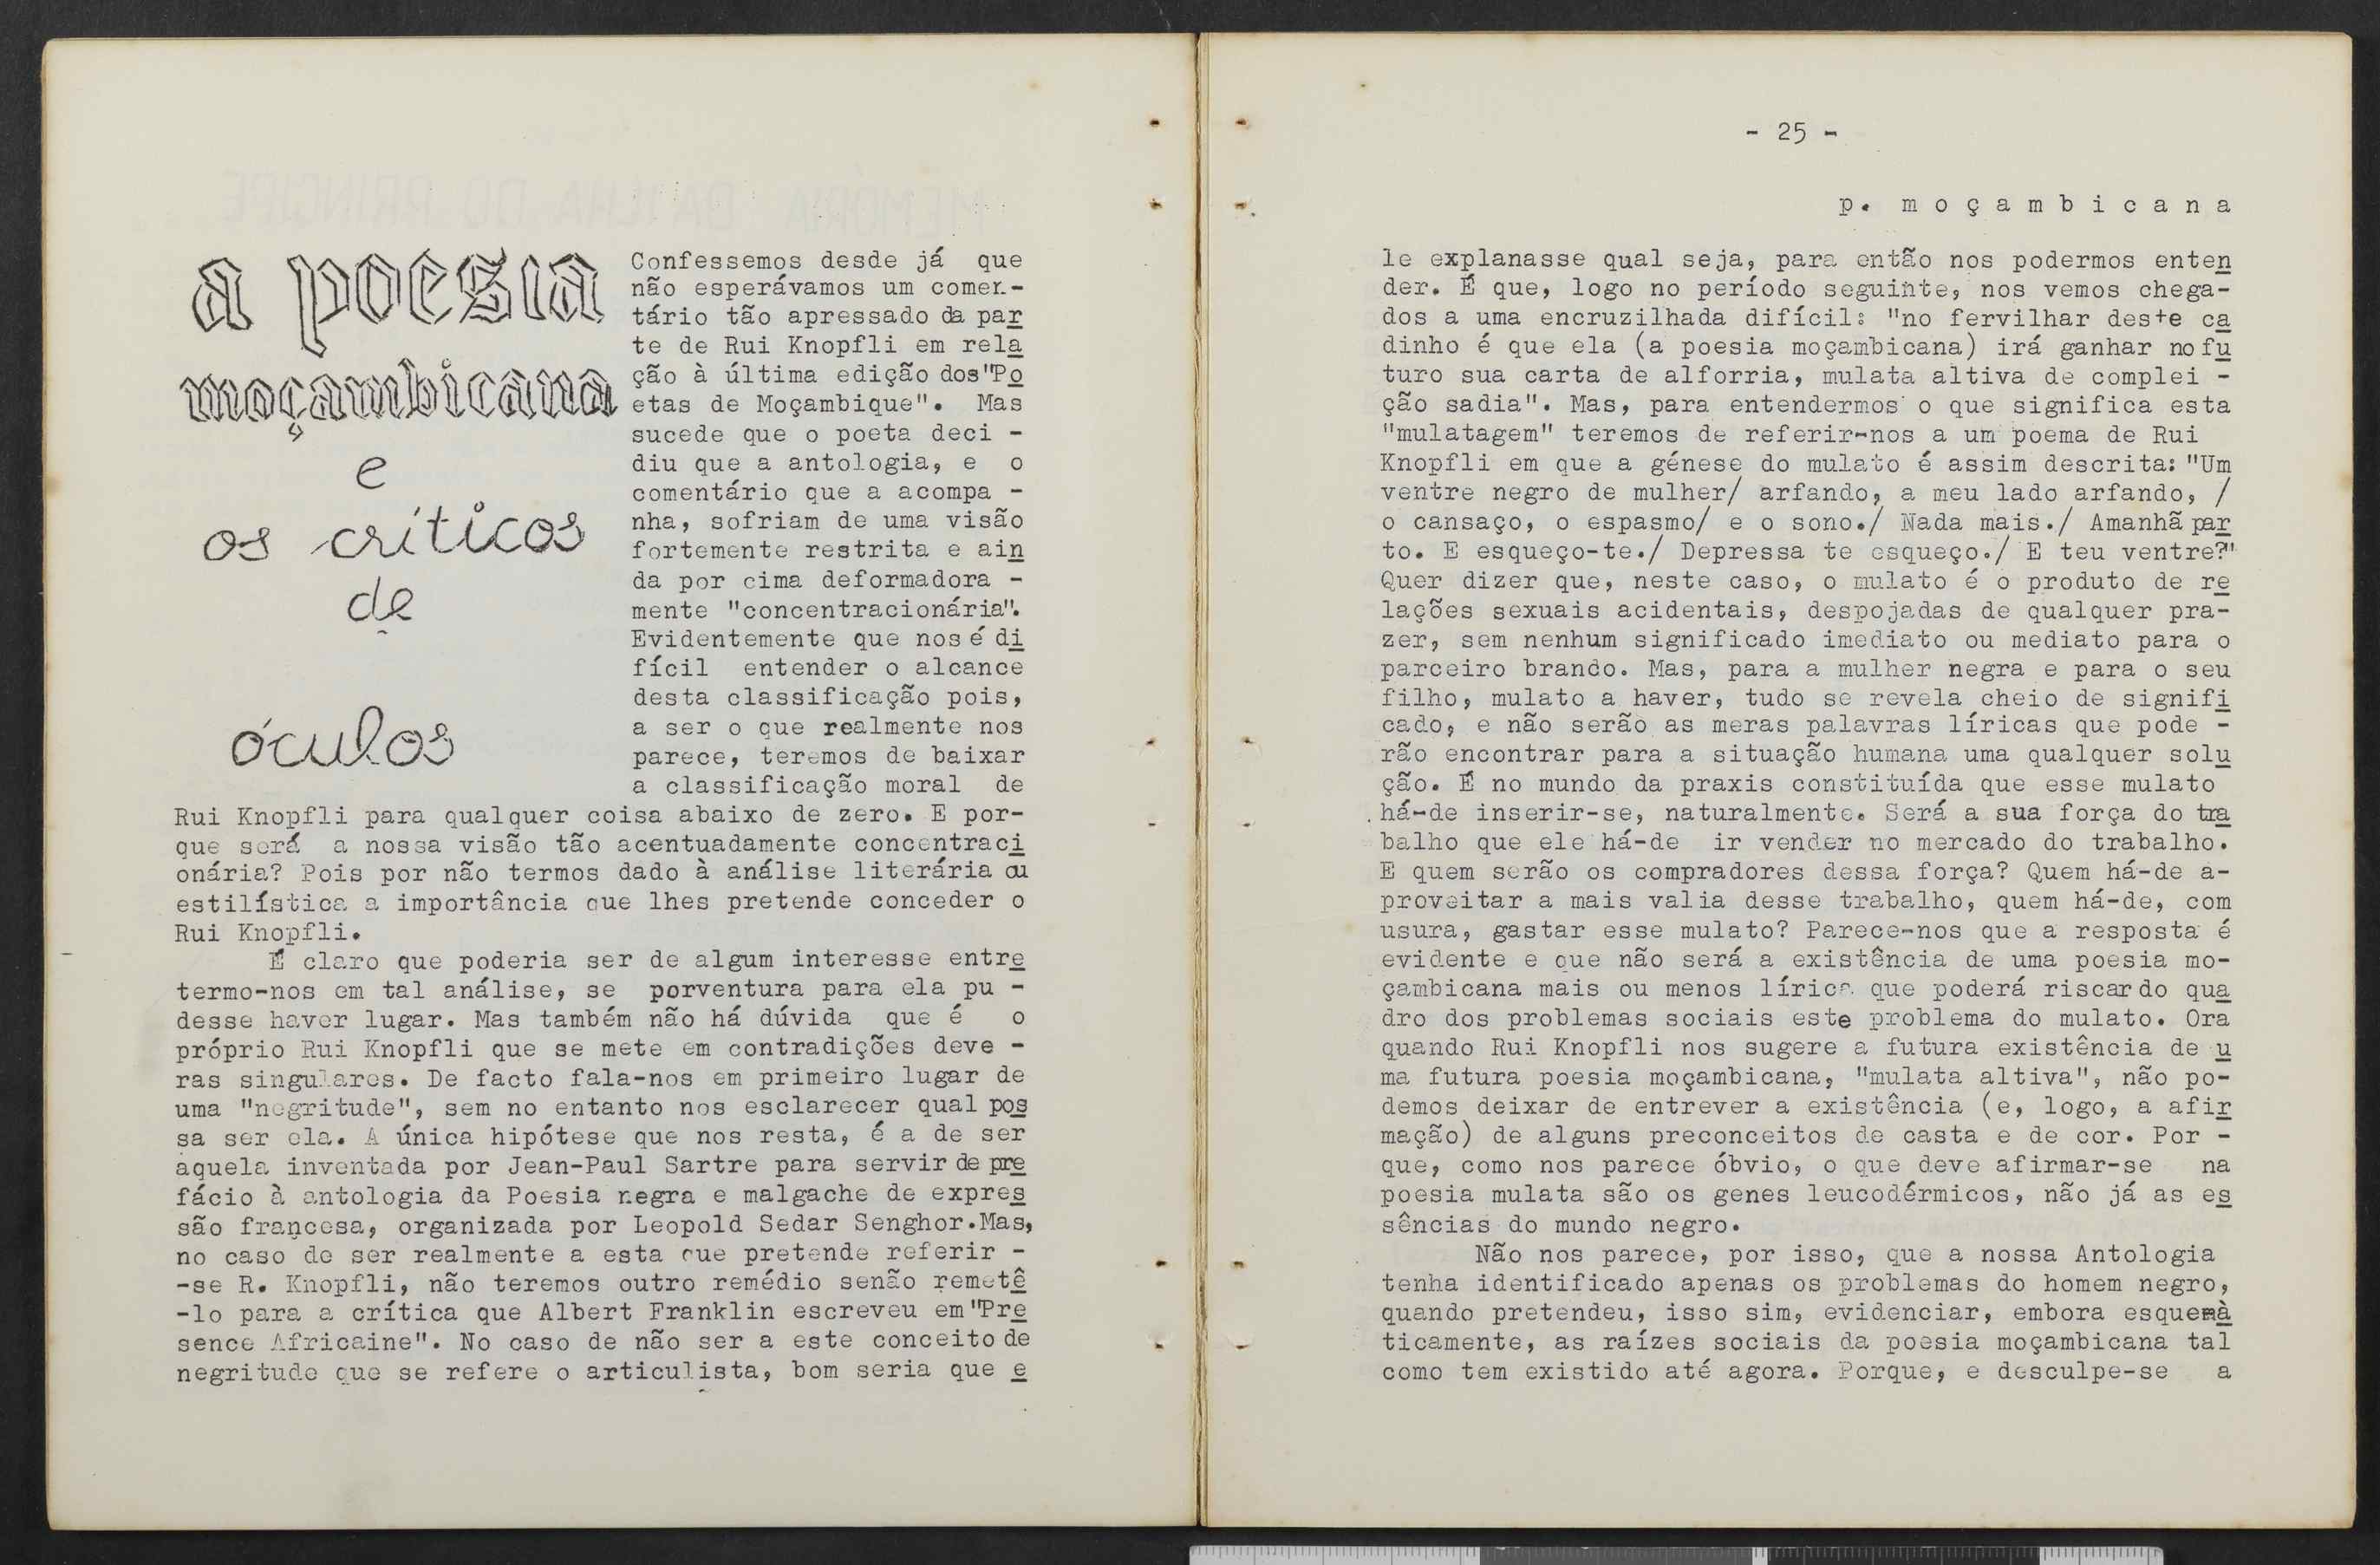 a poesia
moçambicana
e
os críticos
de
óculos
Confessemos desde já que
não esperávamos um comen-
tário tão apressado da par
te de Rui Knopfli em rela
ção à última edição dos"Po
etas de Moçambique". Mas
sucede que o poeta deci -
diu que a antologia, e o
comentário que a acompa -
nha, sofriam de uma visão
fortemente restrita e ain
da por cima deformadora -
mente "concentracionária".
Evidentemente que nos é di
fícil entender o alcance
desta classificação pois,
a ser o que realmente nos
parece, teremos de baixar
a classificação moral de
Rui Knopfli para qualquer coisa abaixo de zero. E por-
que será a nossa visão tão acentuadamente concentraci
onária? Pois por não termos dado à análise literária ou
estilística a importância que lhes pretende conceder o
Rui Knopfli.
É claro que poderia ser de algum interesse entre
termo-nos em tal análise, se porventura para ela pu -
desse haver lugar. Mas também não há dúvida que é o
próprio Rui Knopfli que se mete em contradições deve -
ras singulares. De facto fala-nos em primeiro lugar de
uma "negritude", sem no entanto nos esclarecer qual pos
sa ser ela. A única hipótese que nos resta, é a de ser
aquela inventada por Jean-Paul Sartre para servir de pre
fácio à antologia da Poesia negra e malgache de expres
são francesa, organizada por Leopold Sedar Senghor.Mas,
no caso de ser realmente a esta que pretende referir -
-se R. Knopfli, não teremos outro remédio senão remetê
-lo para a crítica que Albert Franklin escreveu em"Pre
sence Africaine". No caso de não ser a este conceito de
negritude que se refere o articulista, bom seria que e
- 25 -
p. moçambicana
le explanasse qual seja, para então nos podermos enten
der. É que, logo no período seguinte, nos vemos chega-
dos a uma encruzilhada difícil: "no fervilhar deste ca
dinho é que ela (a poesia moçambicana) irá ganhar no fu
turo sua carta de alforria, mulata altiva de complei -
ção sadia". Mas, para entendermos o que significa esta
"mulatagem" teremos de referir-nos a um poema de Rui
Knopfli em que a génese do mulato é assim descrita: "Um
ventre negro de mulher/ arfando, a meu lado arfando, /
o cansaço, o espasmo/ e o sono./ Nada mais./ Amanhã par
to. E esqueço-te./ Depressa te esqueço./ E teu ventre?"
Quer dizer que, neste caso, o mulato é o produto de re
lações sexuais acidentais, despojadas de qualquer pra-
zer, sem nenhum significado imediato ou mediato para o
parceiro branco. Mas, para a mulher negra e para o seu
filho, mulato a haver, tudo se revela cheio de signifi
cado, e não serão as meras palavras líricas que pode -
rão encontrar para a situação humana uma qualquer solu
ção. É no mundo da praxis constituída que esse mulato
há-de inserir-se, naturalmente. Será a sua força do tra
balho que ele há-de ir vender no mercado do trabalho.
E quem serão os compradores dessa força? Quem há-de a-
proveitar a mais valia desse trabalho, quem há-de, com
usura, gastar esse mulato? Parece-nos que a resposta é
evidente e que não será a existência de uma poesia mo-
çambicana mais ou menos lírica que poderá riscar do qua
dro dos problemas sociais este problema do mulato. Ora
quando Rui Knopfli nos sugere a futura existência de u
ma futura poesia moçambicana, "mulata altiva", não po-
demos deixar de entrever a existência (e, logo, a afir
mação) de alguns preconceitos de casta e de cor. Por -
que, como nos parece óbvio, o que deve afirmar-se na
poesia mulata são os genes leucodérmicos, não já as es
sências do mundo negro.
Não nos parece, por isso, que a nossa Antologia
tenha identificado apenas os problemas do homem negro,
quando pretendeu, isso sim, evidenciar, embora esquemà
ticamente, as raízes sociais da poesia moçambicana tal
como tem existido até agora. Porque, e desculpe-se a